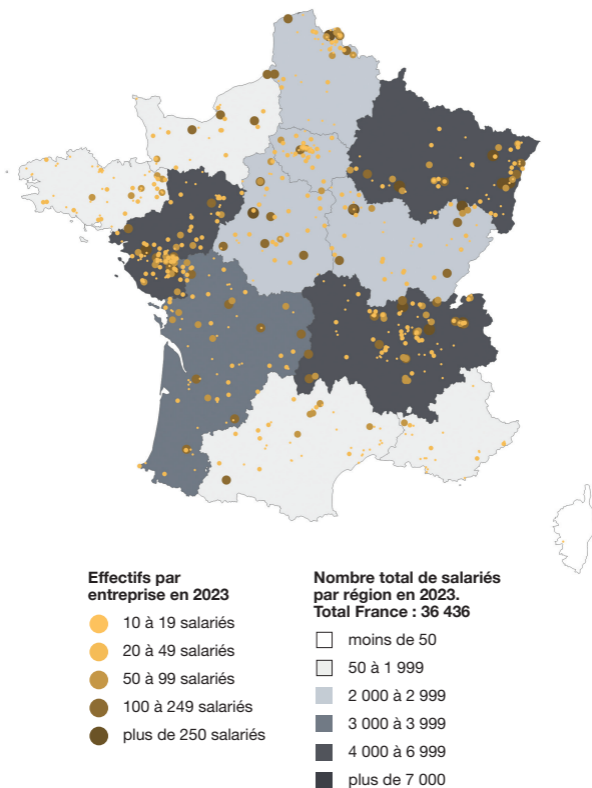 Effectifs par
entreprise en 2023
10 à 19 salariés
20 à 49 salariés
50 à 99 salariés
100 à 249 salariés
plus de 250 salariés
Nombre total de salariés
par région en 2023.
Total France : 36 436
moins de 50
50 à 1 999
2 000 à 2 999
3 000 à 3 999
4 000 à 6 999
plus de 7 000